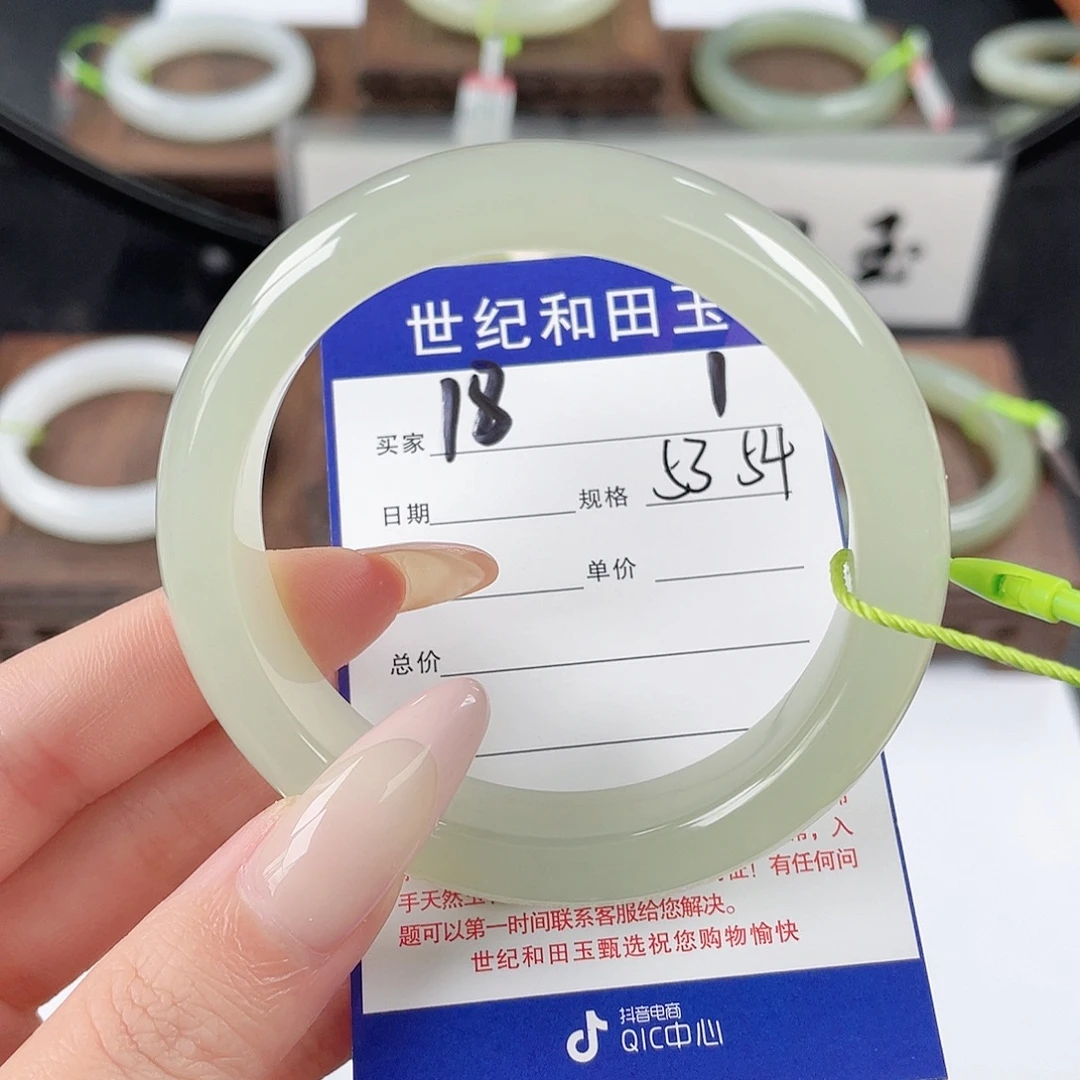 玉
世纪和田玉
18 1
买家
53 54
日期 规格
单价
总价
入
有任何问
手天然
题可以第一时间联系客服给您解决。
世纪和田玉甄选祝您购物愉快
抖音电商
QIC中心